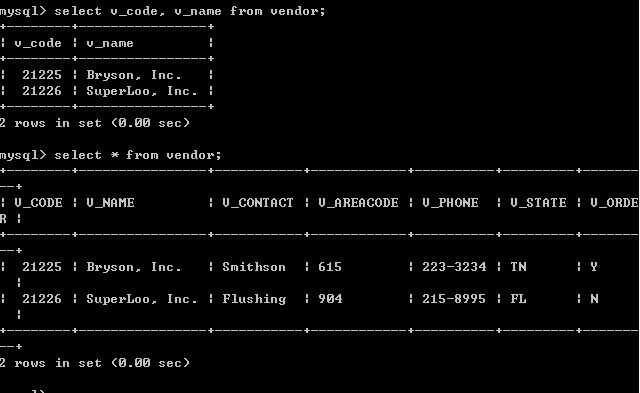 mysql> select v_code, v_name from vendor;
+--------+----------------+
| v_code | v_name         |
+--------+----------------+
|  21225 | Bryson, Inc.   |
|  21226 | SuperLoo, Inc. |
+--------+----------------+
2 rows in set (0.00 sec)
mysql> select * from vendor;
+--------+----------------+-----------+------------+----------+---------+-------
--+
| V_CODE | V_NAME         | V_CONTACT | V_AREACODE | V_PHONE  | V_STATE | V_ORDE
R |
+--------+----------------+-----------+------------+----------+---------+-------
--+
|  21225 | Bryson, Inc.   | Smithson  | 615        | 223-3234 | TN      | Y
  |
|  21226 | SuperLoo, Inc. | Flushing  | 904        | 215-8995 | FL      | N
  |
+--------+----------------+-----------+------------+----------+---------+-------
--+
2 rows in set (0.00 sec)